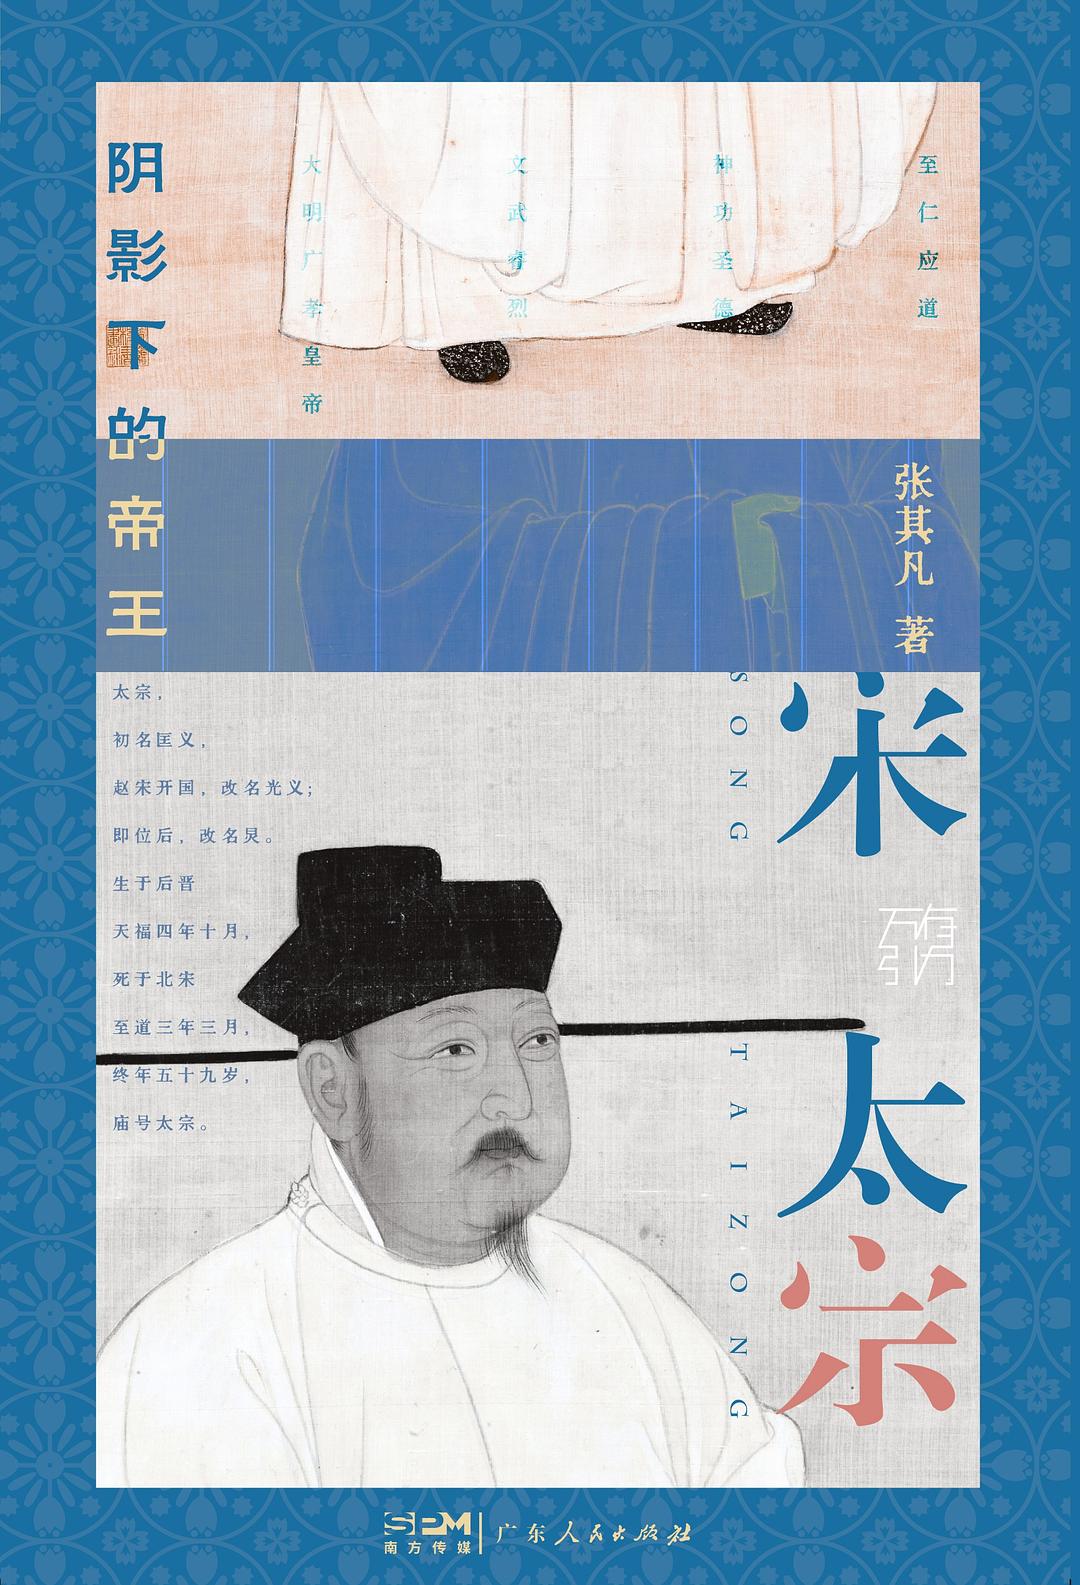 阴影下的帝王
至仁应道
神功圣德
文武睿烈
大明广孝皇帝
张其凡 著
宋太宗
SONG TAIZONG
万有引力
太宗，
初名匡义，
赵宋开国，改名光义；
即位后，改名炅。
生于后晋
天福四年十月，
死于北宋
至道三年三月，
终年五十九岁，
庙号太宗。
SPM
南方传媒
广东人民出版社